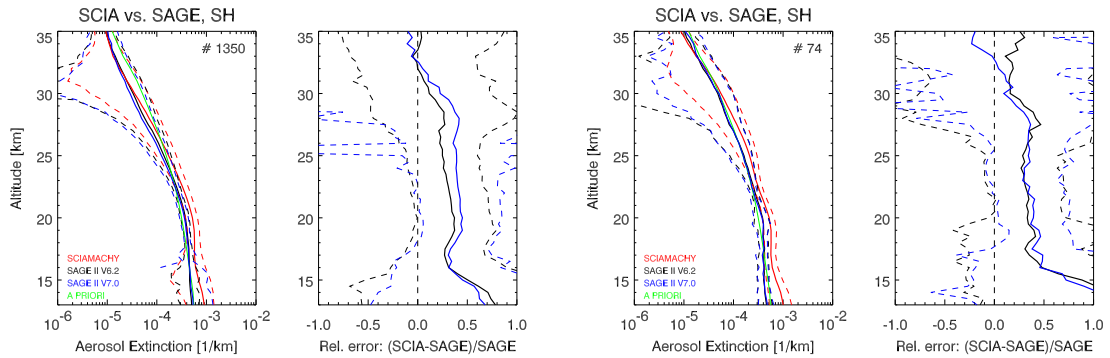 SCIA vs. SAGE, SH
# 1350
35
30
25
20
15
Altitude [km]
SCIAMACHY
SAGE II V6.2
SAGE II V7.0
A PRIORI
10-6 10-5 10-4 10-3 10-2
Aerosol Extinction [1/km]
35
30
25
20
15
-1.0 -0.5 0.0 0.5 1.0
Rel. error: (SCIA-SAGE)/SAGE
SCIA vs. SAGE, SH
# 74
35
30
25
20
15
Altitude [km]
SCIAMACHY
SAGE II V6.2
SAGE II V7.0
A PRIORI
10-6 10-5 10-4 10-3 10-2
Aerosol Extinction [1/km]
35
30
25
20
15
-1.0 -0.5 0.0 0.5 1.0
Rel. error: (SCIA-SAGE)/SAGE